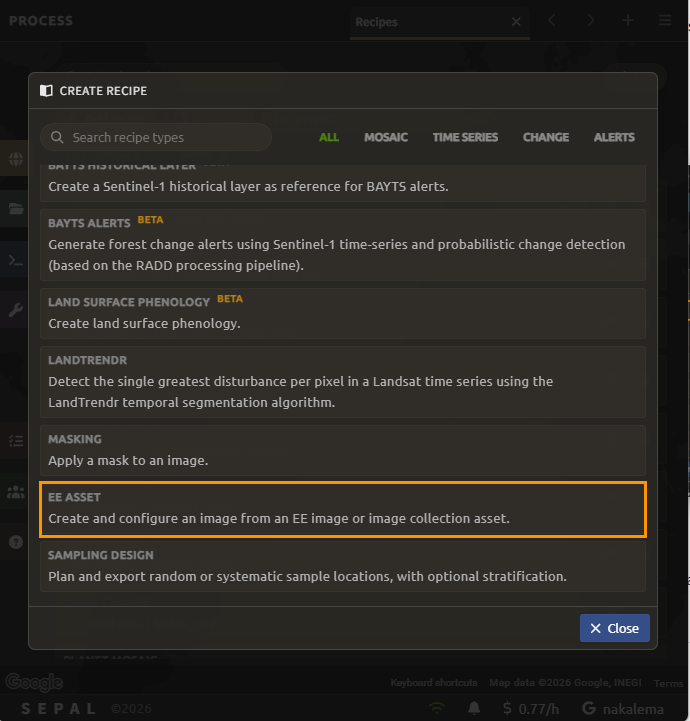 PROCESS
Recipes
CREATE RECIPE
Search recipe types
ALL
MOSAIC
TIME SERIES
CHANGE
ALERTS
BAYTS HISTORICAL LAYER
Create a Sentinel-1 historical layer as reference for BAYTS alerts.
BAYTS ALERTS BETA
Generate forest change alerts using Sentinel-1 time-series and probabilistic change detection
(based on the RADD processing pipeline).
LAND SURFACE PHENOLOGY BETA
Create land surface phenology.
LANDTRENDR
Detect the single greatest disturbance per pixel in a Landsat time series using the
LandTrendr temporal segmentation algorithm.
MASKING
Apply a mask to an image.
EE ASSET
Create and configure an image from an EE image or image collection asset.
SAMPLING DESIGN
Plan and export random or systematic sample locations, with optional stratification.
Close
PLANET MOSAIC
Google
Keyboard shortcuts
Map data ©2026 Google, INEGI
Terms
SEPAL ©2026
$ 0.77/h
G nakalema